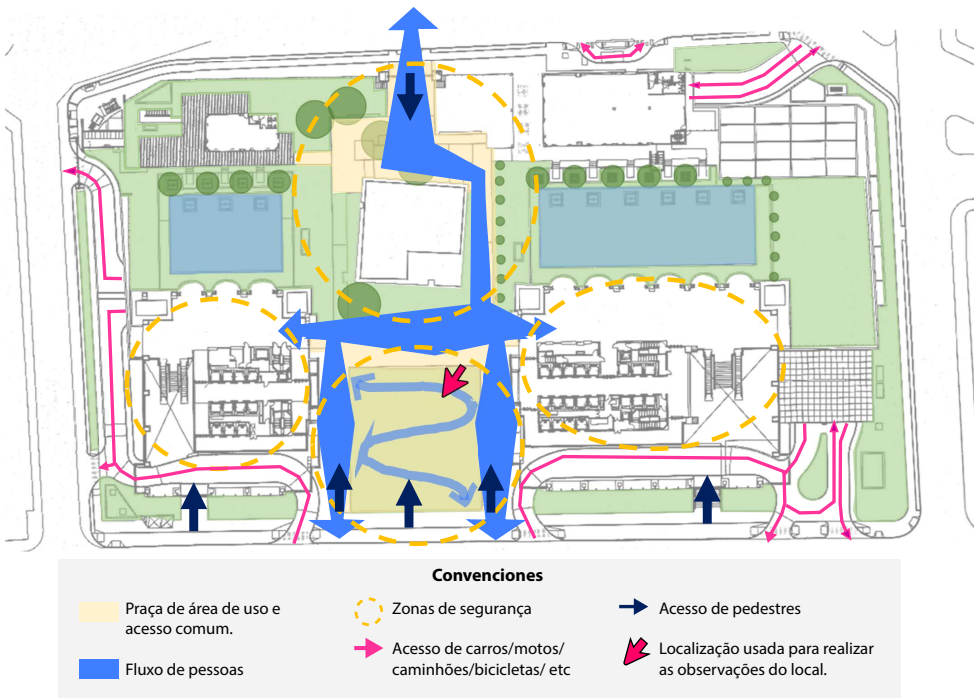 Convenciones
Praça de área de uso e
acesso comum.
Fluxo de pessoas
Zonas de segurança
Acesso de carros/motos/
caminhões/bicicletas/ etc
Acesso de pedestres
Localização usada para realizar
as observações do local.